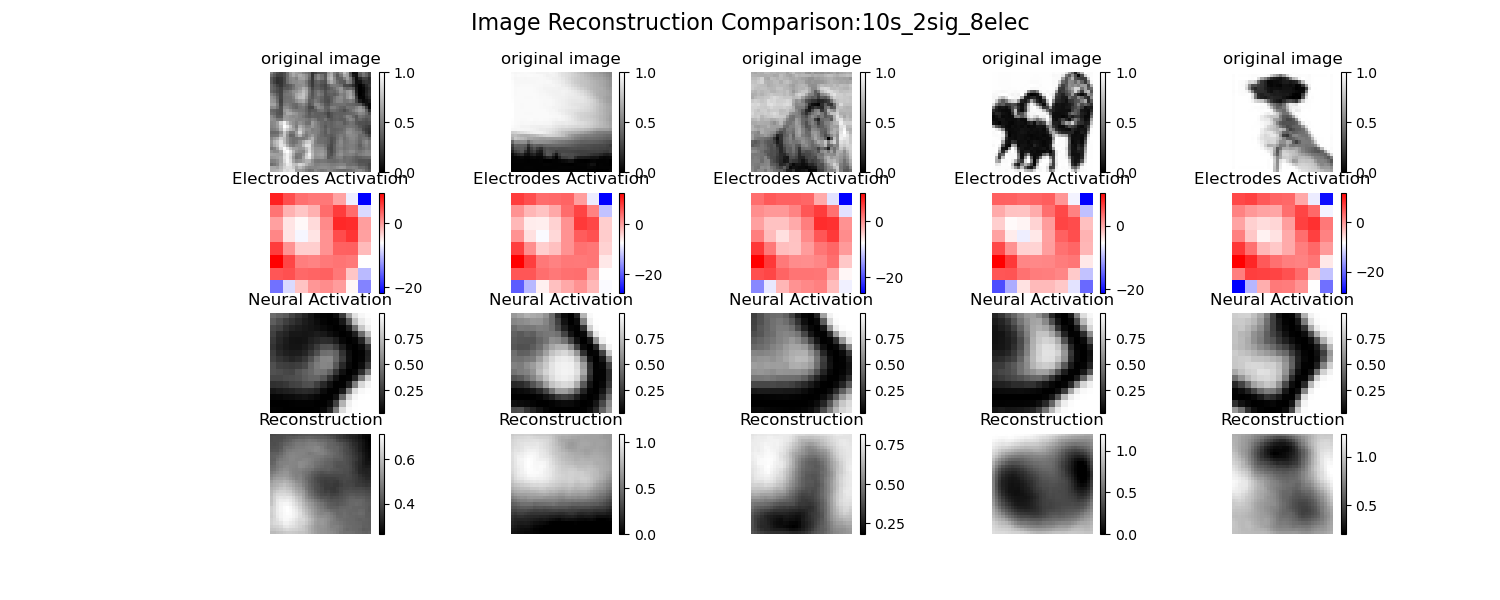 Image Reconstruction Comparison:10s_2sig_8elec
original image original image original image original image original image
1.0 1.0 1.0 1.0 1.0
0.5 0.5 0.5 0.5 0.5
0.0 0.0 0.0 0.0 0.0
Electrodes Activation Electrodes Activation Electrodes Activation Electrodes Activation Electrodes Activation
0 0 0 0 0
−20 −20 −20 −20 −20
Neural Activation Neural Activation Neural Activation Neural Activation Neural Activation
0.75 0.75 0.75 0.75 0.75
0.50 0.50 0.50 0.50 0.50
0.25 0.25 0.25 0.25 0.25
Reconstruction Reconstruction Reconstruction Reconstruction Reconstruction
0.6 1.0 0.75 1.0 1.0
0.4 0.5 0.50 0.5 0.5
0.0 0.25 0.0